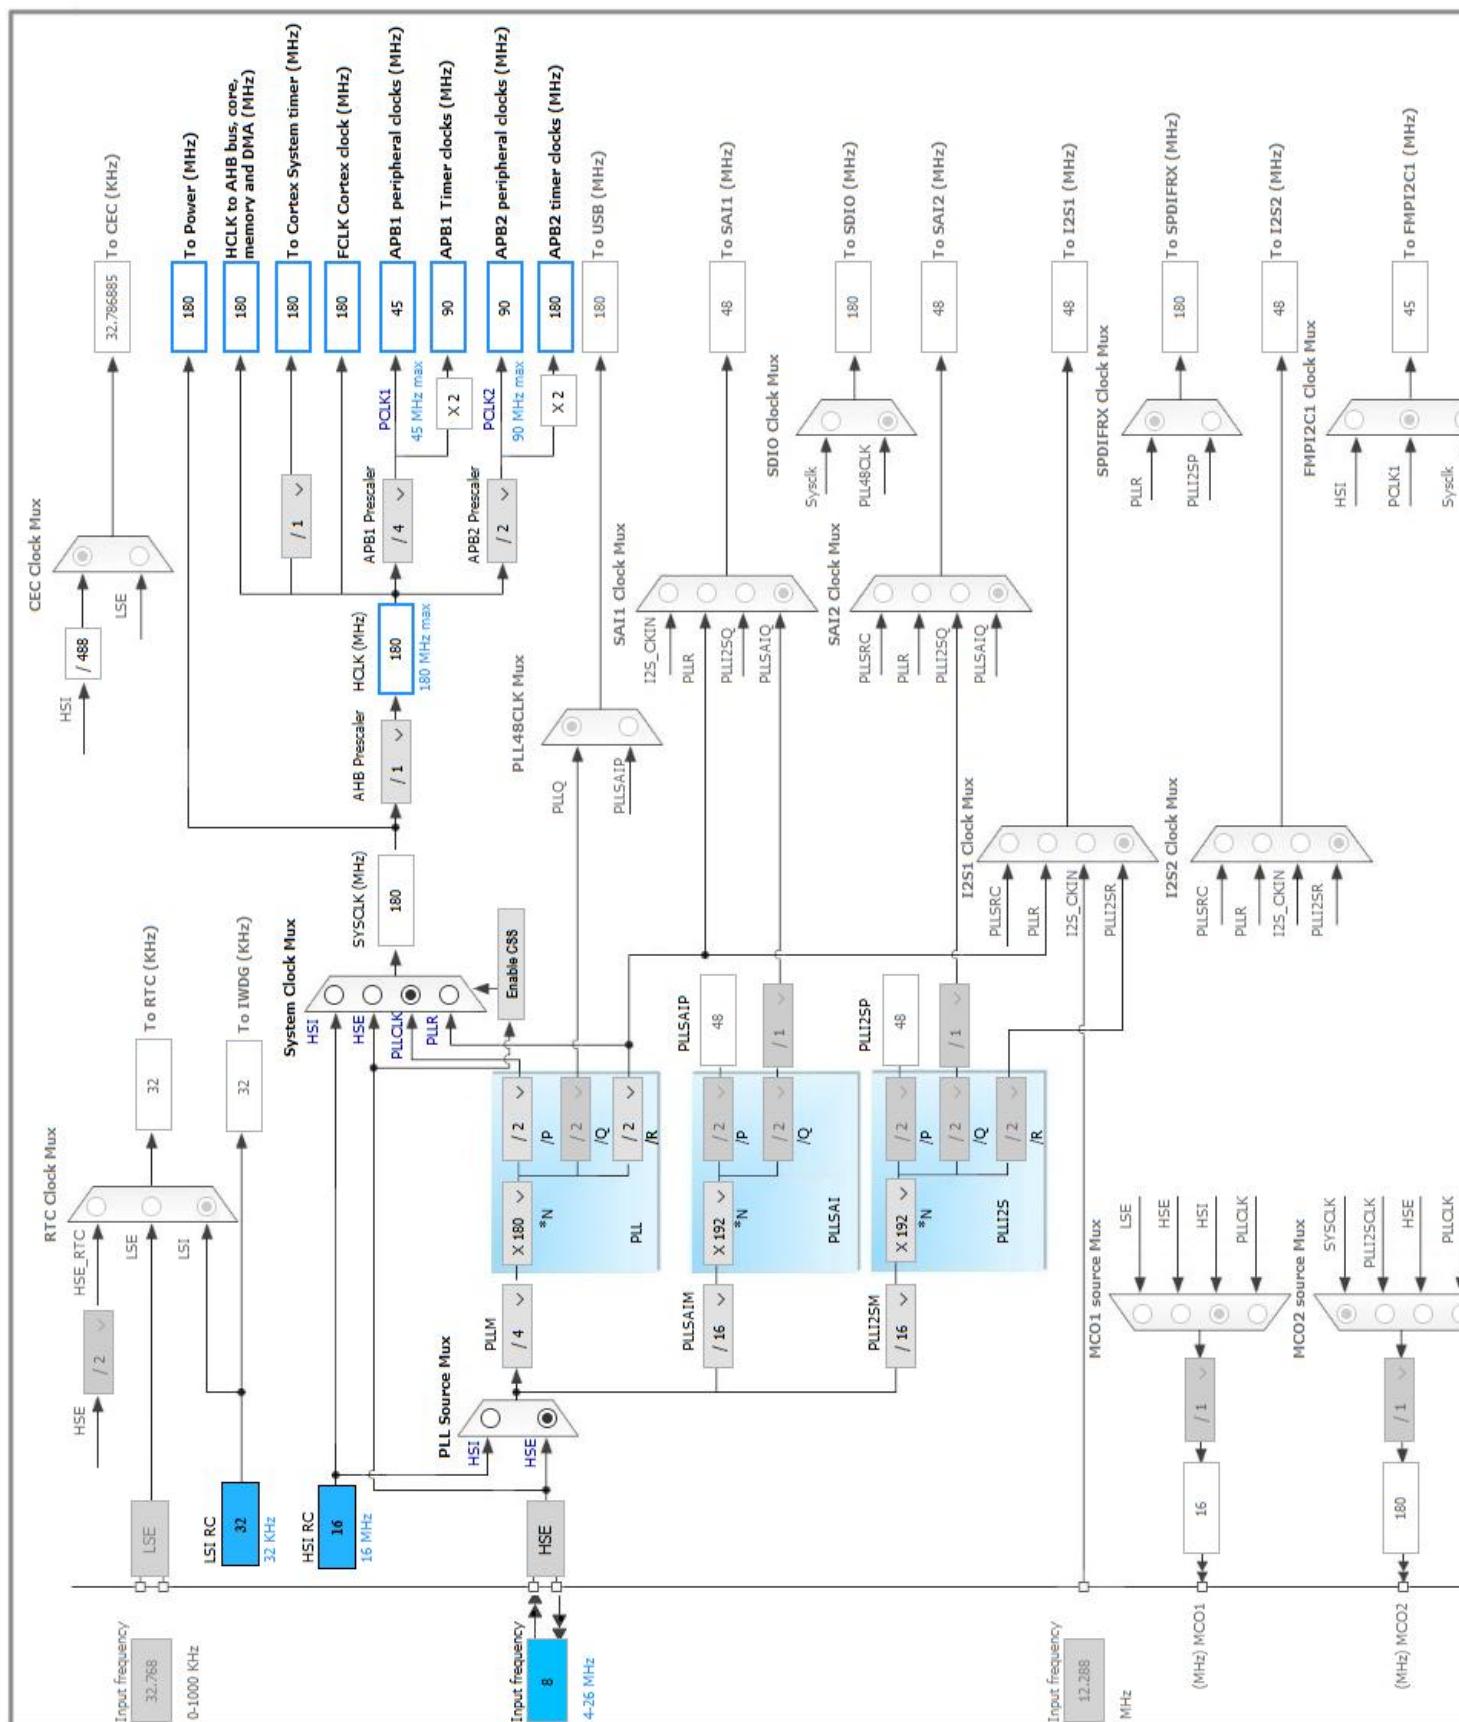 Input frequency
32.768
0-1000 KHz
LSE
LSI RC
32
32 KHz
HSI RC
16
16 MHz
Input frequency
8
4-26 MHz
HSE
Input frequency
12.288
MHz
RTC Clock Mux
HSE
/ 2
HSE_RTC
LSE
LSI
32
To RTC (KHz)
32
To IWDG (KHz)
CEC Clock Mux
HSI
/ 488
LSE
32.786885
To CEC (KHz)
System Clock Mux
HSI
HSE
PLLCLK
PLLR
Enable CSS
SYSCLK (MHz)
180
AHB Prescaler
/ 1
HCLK (MHz)
180
180 MHz max
/ 1
APB1 Prescaler
/ 4
PCLK1
45 MHz max
X 2
APB2 Prescaler
/ 2
PCLK2
90 MHz max
X 2
180
To Power (MHz)
180
HCLK to AHB bus, core,
memory and DMA (MHz)
180
To Cortex System timer (MHz)
180
FCLK Cortex clock (MHz)
45
APB1 peripheral clocks (MHz)
90
APB1 Timer clocks (MHz)
90
APB2 peripheral clocks (MHz)
180
APB2 timer clocks (MHz)
180
To USB (MHz)
PLL Source Mux
HSI
HSE
PLLM
/ 4
X 180
*N
/ 2
/P
/ 2
/Q
/ 2
/R
PLL
PLL48CLK Mux
PLLQ
PLLSAIP
PLLSAIM
/ 16
X 192
*N
/ 2
/P
/ 2
/Q
PLLSAI
PLLSAIP
48
/ 1
PLLI2SM
/ 16
X 192
*N
/ 2
/P
/ 2
/Q
/ 2
/R
PLLI2S
PLLI2SP
48
/ 1
SAI1 Clock Mux
I2S_CKIN
PLLR
PLLI2SQ
PLLSAIQ
48
To SAI1 (MHz)
SDIO Clock Mux
Sysclk
PLL48CLK
180
To SDIO (MHz)
SAI2 Clock Mux
PLLSRC
PLLR
PLLI2SQ
PLLSAIQ
48
To SAI2 (MHz)
I2S1 Clock Mux
PLLSRC
PLLR
I2S_CKIN
PLLI2SR
48
To I2S1 (MHz)
SPDIFRX Clock Mux
PLLR
PLLI2SP
180
To SPDIFRX (MHz)
I2S2 Clock Mux
PLLSRC
PLLR
I2S_CKIN
PLLI2SR
48
To I2S2 (MHz)
FMPI2C1 Clock Mux
HSI
PCLK1
Sysclk
45
To FMPI2C1 (MHz)
MCO1 source Mux
LSE
HSE
HSI
PLLCLK
/ 1
16
(MHz) MCO1
MCO2 source Mux
SYSCLK
PLLI2SCLK
HSE
PLLCLK
/ 1
180
(MHz) MCO2